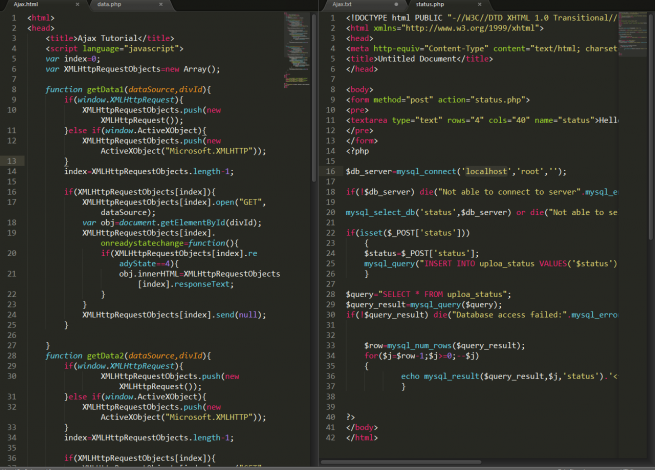 Ajax.html
data.php
1 <html>
2 <head>
3 <title>Ajax Tutorial</title>
4 <script language="javascript">
5 var index=0;
6 var XMLHttpRequestObjects=new Array();
7
8 function getData1(dataSource,divId){
9 if(window.XMLHttpRequest){
10 XMLHttpRequestObjects.push(new
XMLHttpRequest());
11 }else if(window.ActiveXObject){
12 XMLHttpRequestObjects.push(new
ActiveXObject("Microsoft.XMLHTTP"));
13 }
14 index=XMLHttpRequestObjects.length-1;
15
16 if(XMLHttpRequestObjects[index]){
17 XMLHttpRequestObjects[index].open("GET",
dataSource);
18 var obj=document.getElementById(divId);
19 XMLHttpRequestObjects[index].
onreadystatechange=function(){
20 if(XMLHttpRequestObjects[index].re
adyState==4){
21 obj.innerHTML=XMLHttpRequestObjects
[index].responseText;
22 }
23 }
24 XMLHttpRequestObjects[index].send(null);
25 }
26
27 }
28 function getData2(dataSource,divId){
29 if(window.XMLHttpRequest){
30 XMLHttpRequestObjects.push(new
XMLHttpRequest());
31 }else if(window.ActiveXObject){
32 XMLHttpRequestObjects.push(new
ActiveXObject("Microsoft.XMLHTTP"));
33 }
34 index=XMLHttpRequestObjects.length-1;
35
36 if(XMLHttpRequestObjects[index]){
Ajax.txt
status.php
1 <!DOCTYPE html PUBLIC "-//W3C//DTD XHTML 1.0 Transitional//
2 <html xmlns="http://www.w3.org/1999/xhtml">
3 <head>
4 <meta http-equiv="Content-Type" content="text/html; charset
5 <title>Untitled Document</title>
6 </head>
7
8 <body>
9 <form method="post" action="status.php">
10 <pre>
11 <textarea type="text" rows="4" cols="40" name="status">Hell
12 </pre>
13 </form>
14 <?php
15
16 $db_server=mysql_connect('localhost','root','');
17
18 if(!$db_server) die("Not able to connect to server".mysql_e
19
20 mysql_select_db('status',$db_server) or die("Not able to se
21
22 if(isset($_POST['status']))
23 {
24 $status=$_POST['status'];
25 mysql_query("INSERT INTO uploa_status VALUES('$status')
26 }
27
28 $query="SELECT * FROM uploa_status";
29 $query_result=mysql_query($query);
30 if(!$query_result) die("Database access failed:".mysql_erro
31
32
33 $row=mysql_num_rows($query_result);
34 for($j=$row-1;$j>=0;--$j)
35 {
36 echo mysql_result($query_result,$j,'status').'<
37 }
38
39
40 ?>
41 </body>
42 </html>